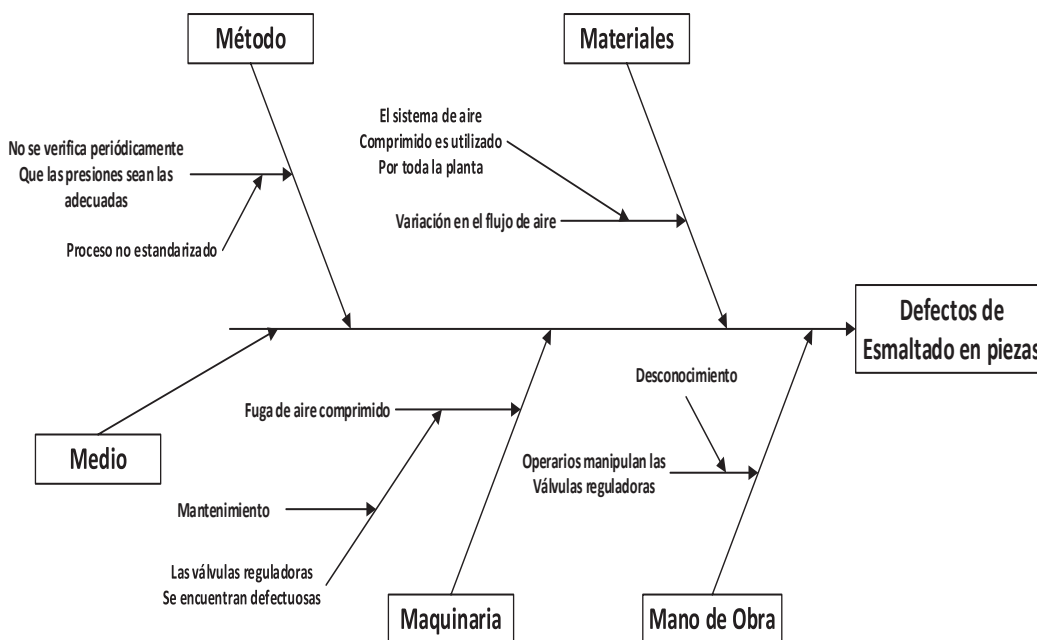 Método
Materiales
No se verifica periódicamente
Que las presiones sean las
adecuadas
Proceso no estandarizado
El sistema de aire
Comprimido es utilizado
Por toda la planta
Variación en el flujo de aire
Defectos de
Esmaltado en piezas
Medio
Fuga de aire comprimido
Mantenimiento
Las válvulas reguladoras
Se encuentran defectuosas
Maquinaria
Desconocimiento
Operarios manipulan las
Válvulas reguladoras
Mano de Obra